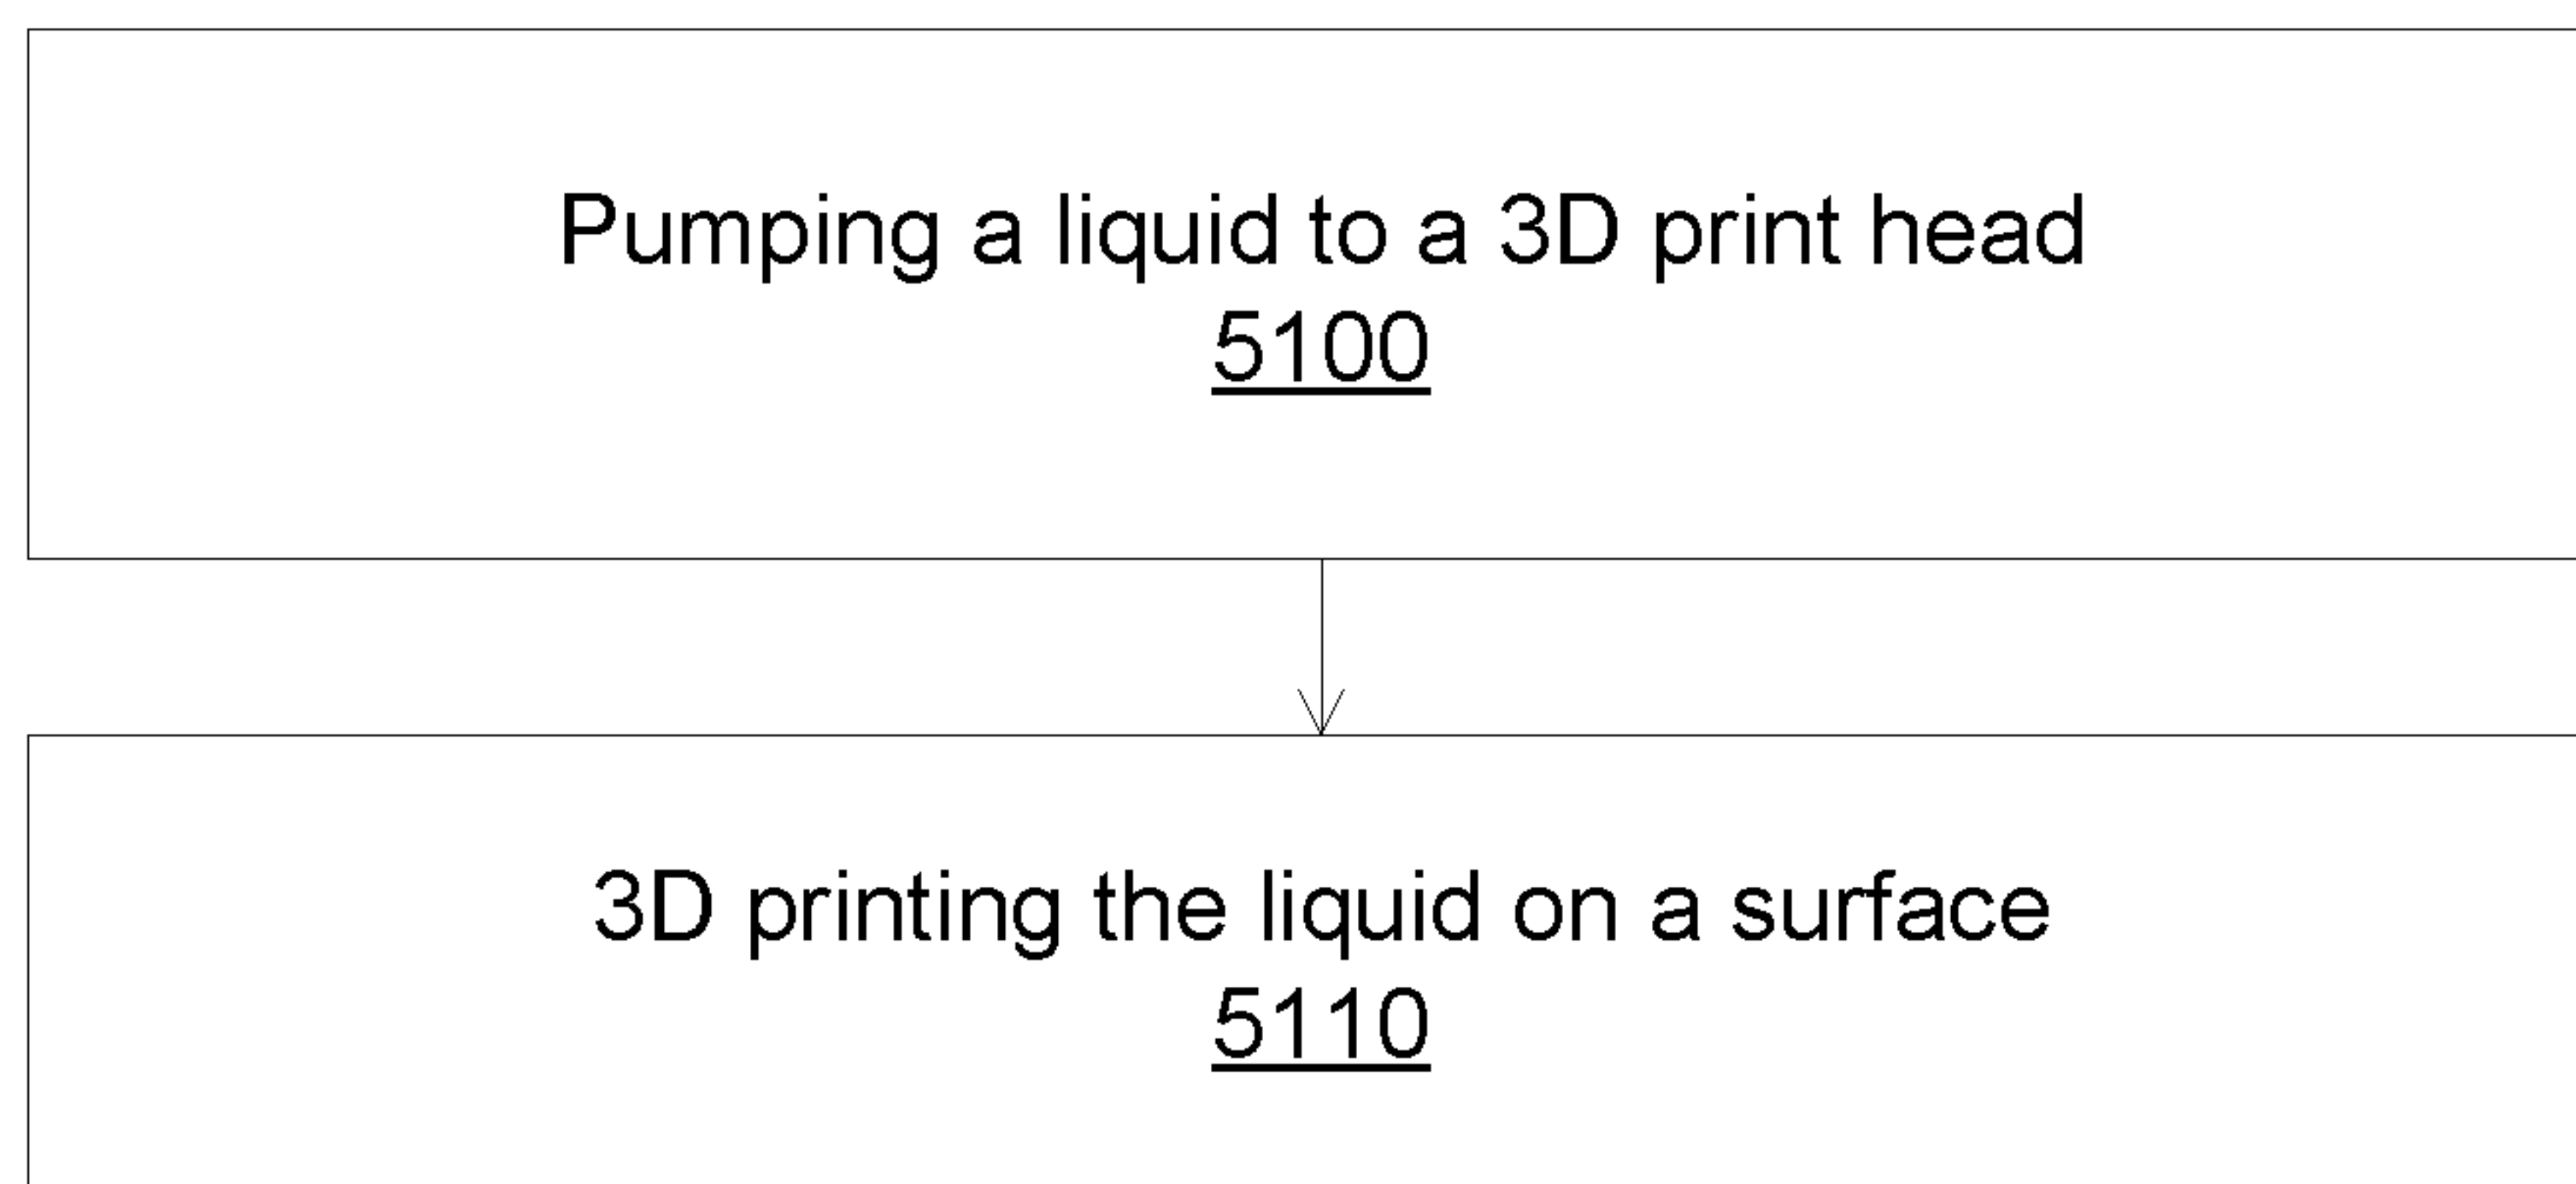 Pumping a liquid to a 3D print head
5100
3D printing the liquid on a surface
5110